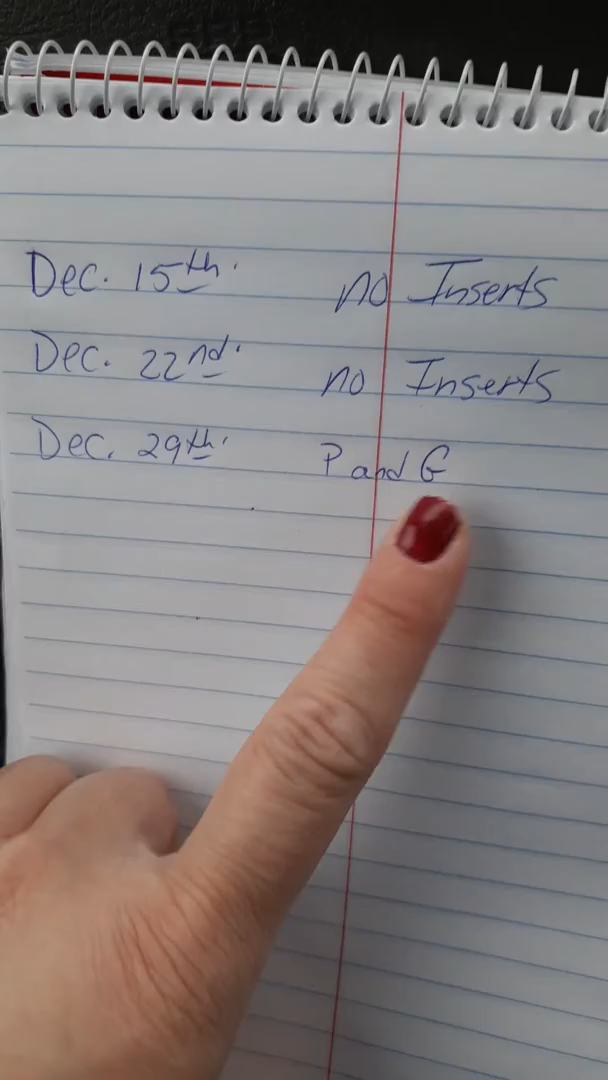 Dec. 15th. no Inserts
Dec. 22nd. no Inserts
Dec. 29th. P and G